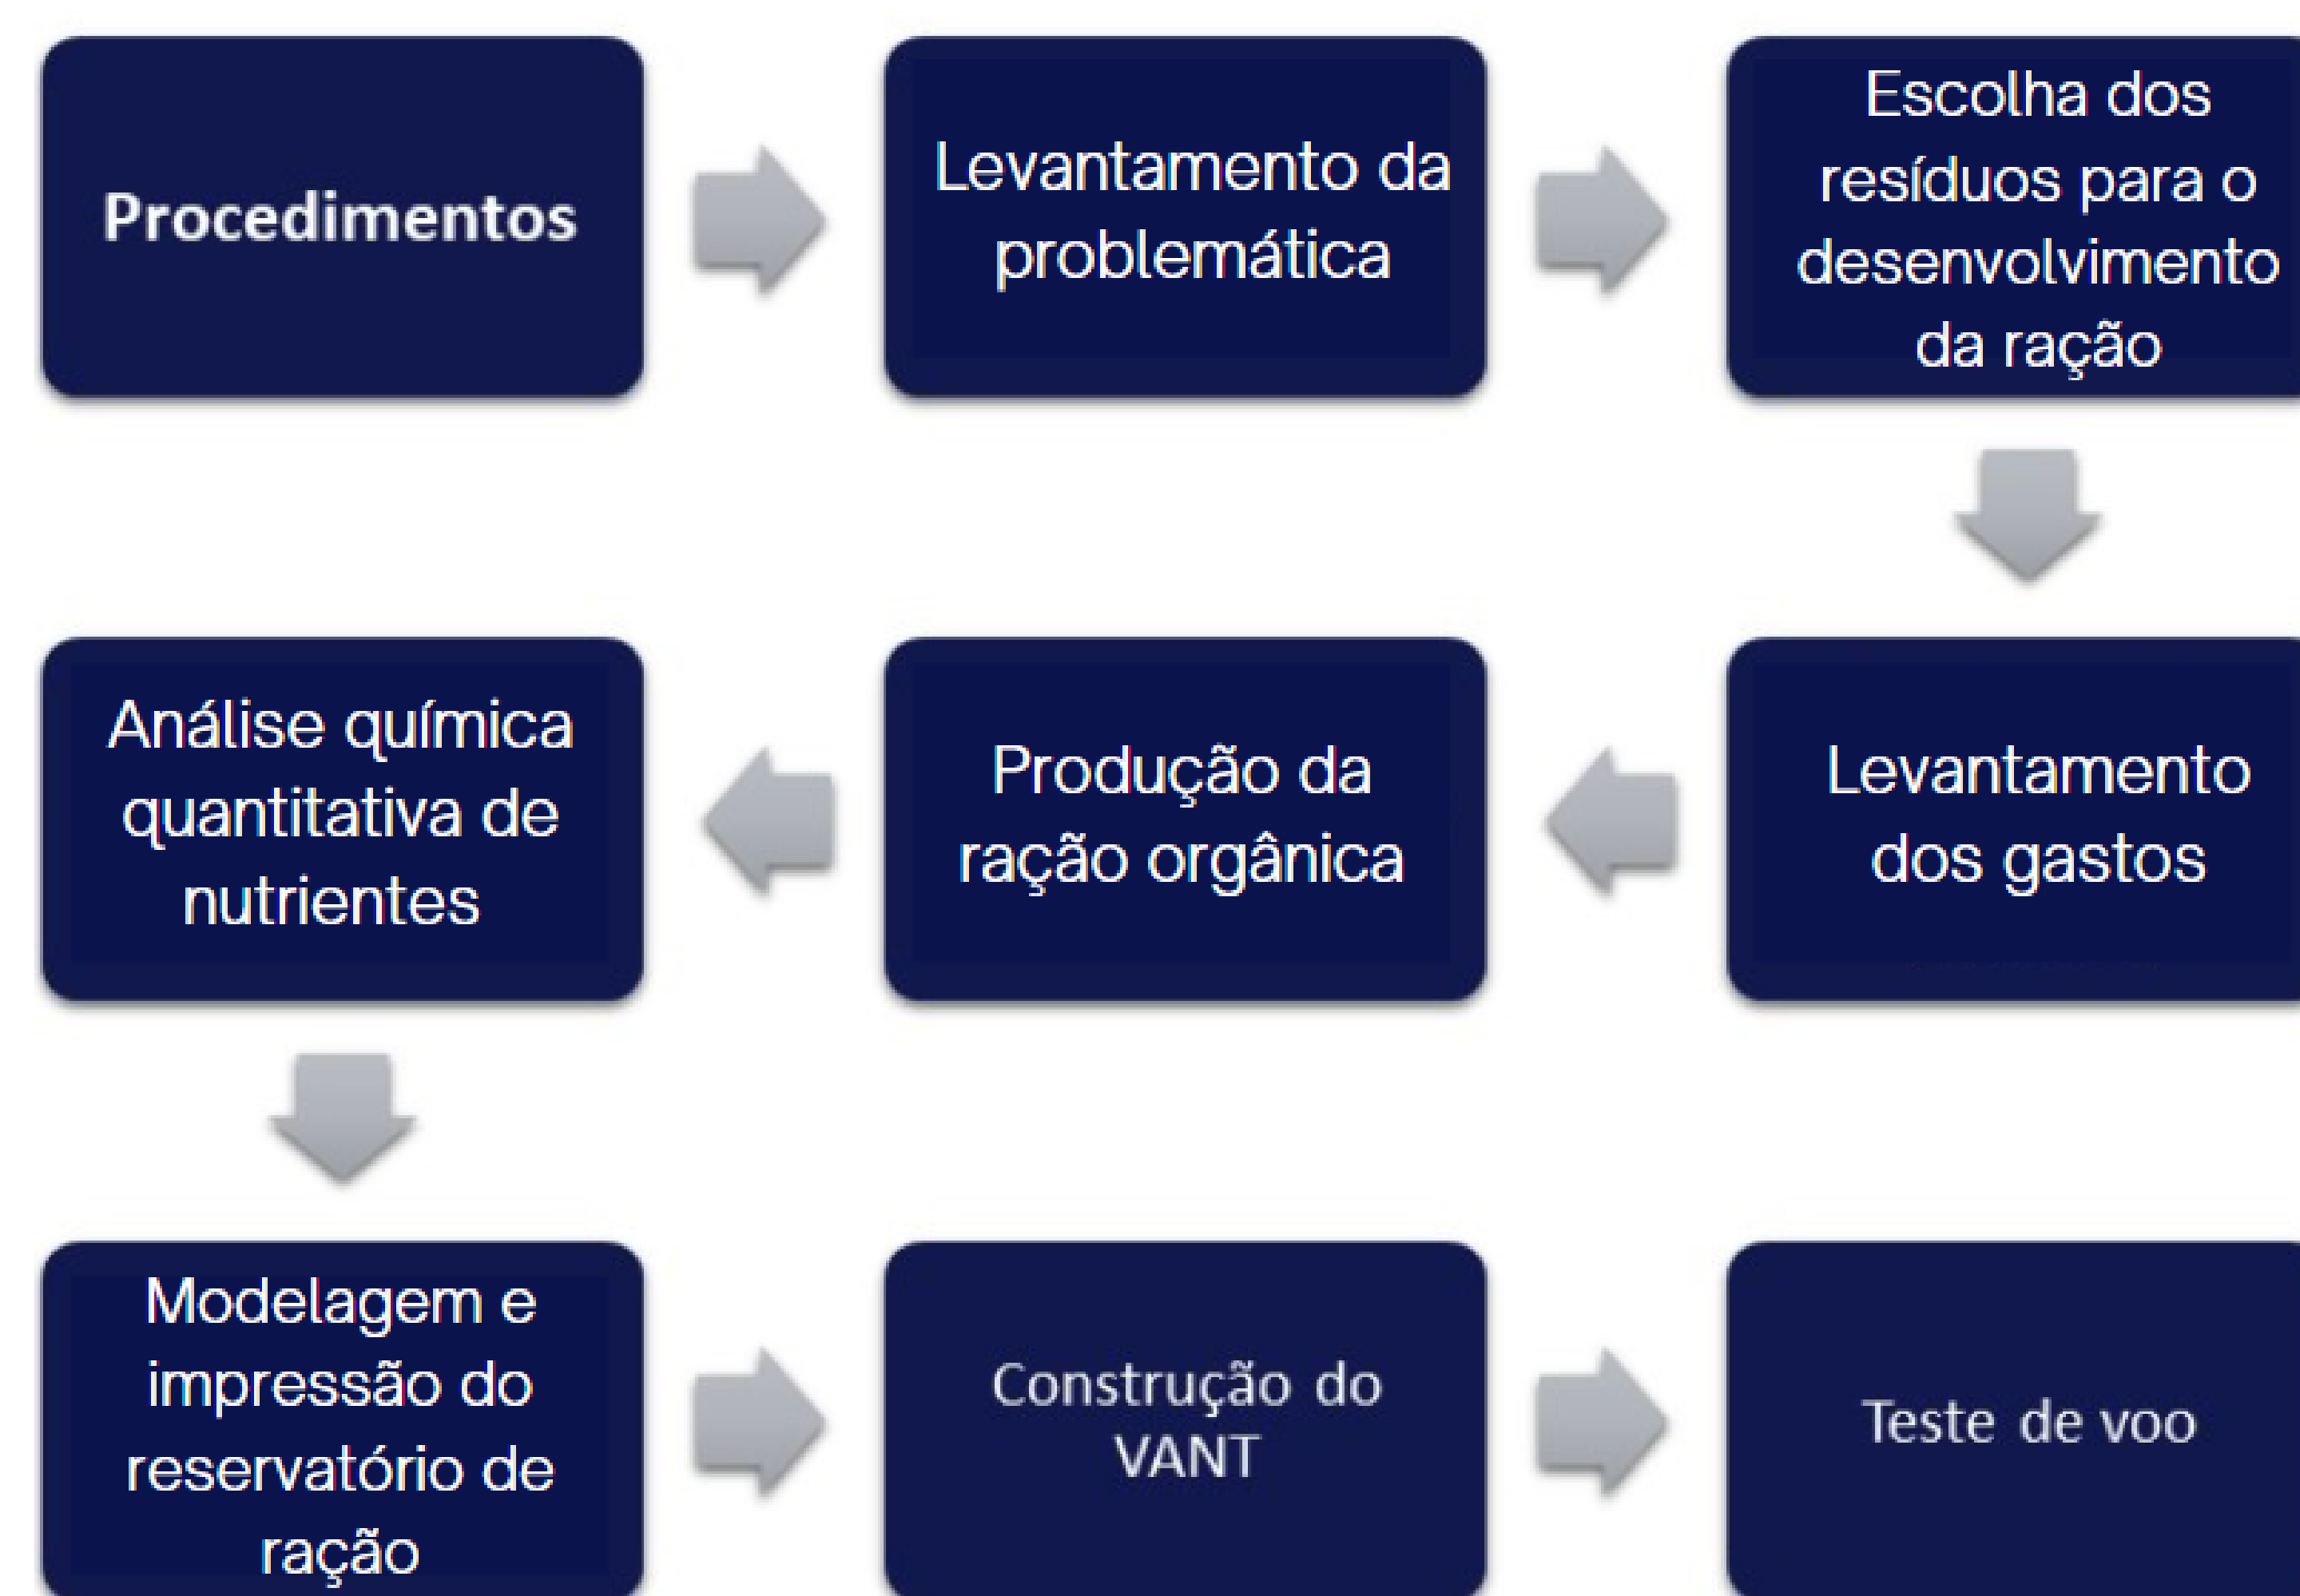 Procedimentos
Levantamento da
problemática
Escolha dos
resíduos para o
desenvolvimento
da ração
Levantamento
dos gastos
Produção da
ração orgânica
Análise química
quantitativa de
nutrientes
Modelagem e
impressão do
reservatório de
ração
Construção do
VANT
Teste de voo